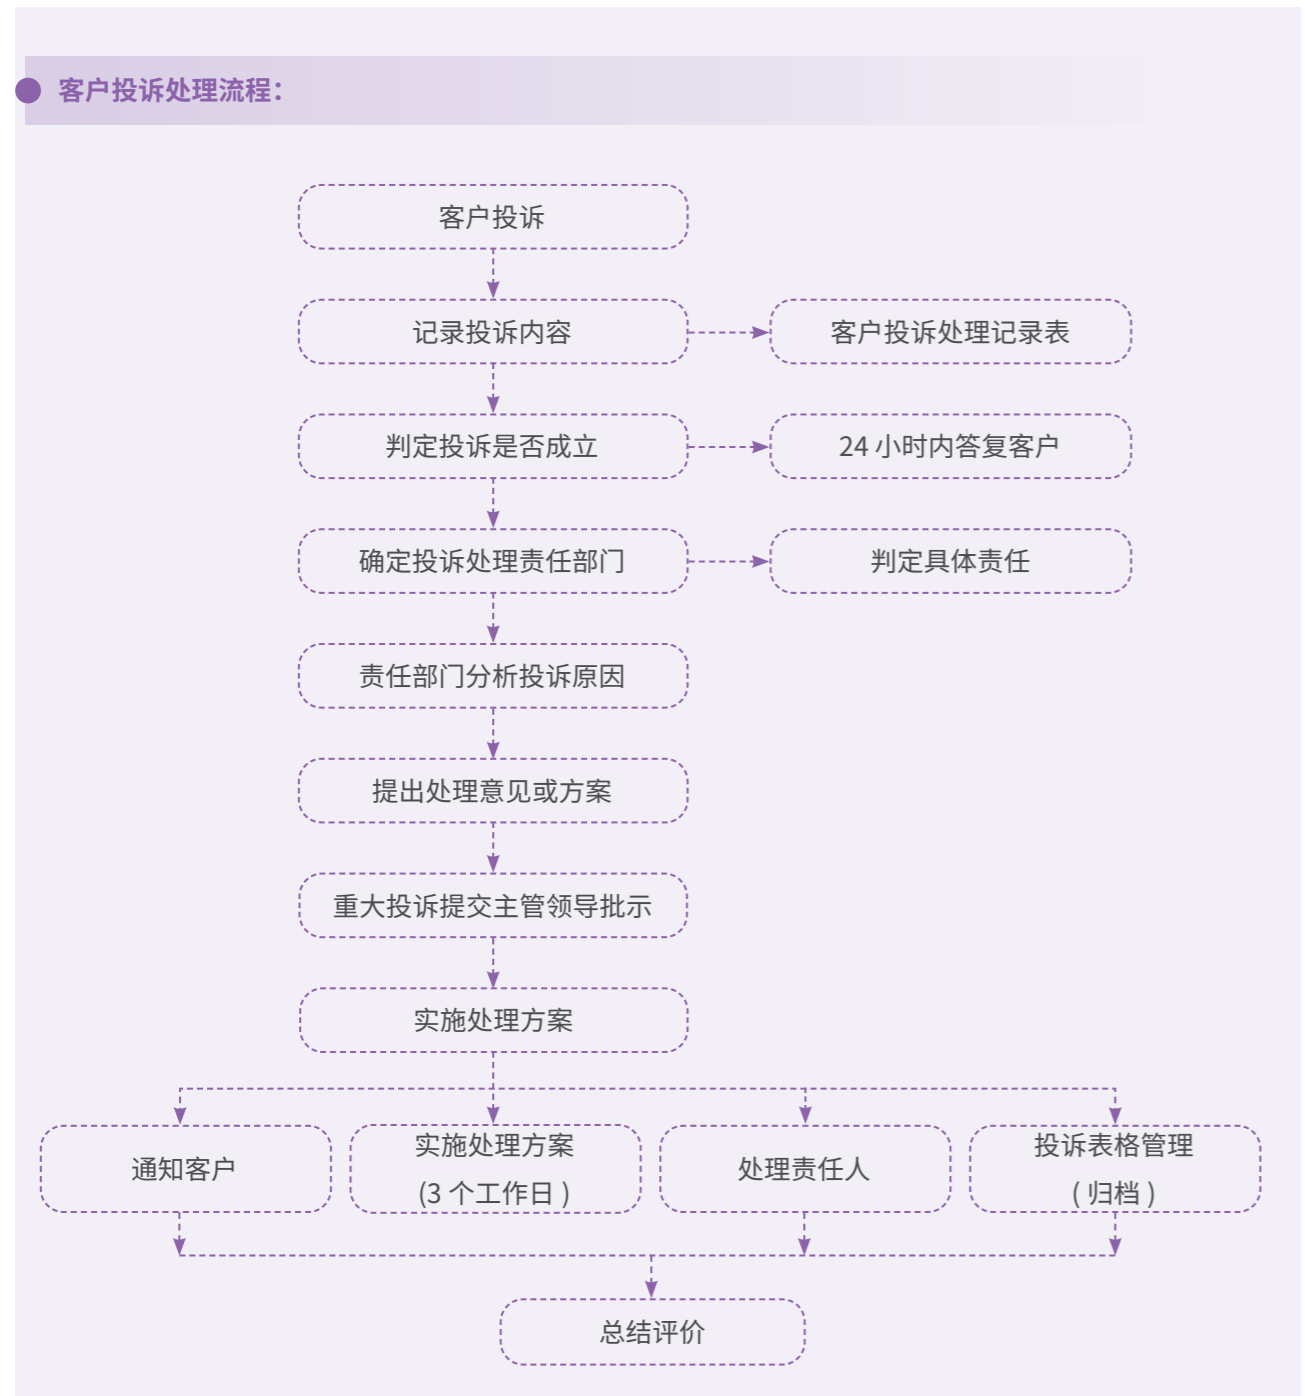 客户投诉处理流程：
客户投诉
记录投诉内容
客户投诉处理记录表
判定投诉是否成立
24 小时内答复客户
确定投诉处理责任部门
判定具体责任
责任部门分析投诉原因
提出处理意见或方案
重大投诉提交主管领导批示
实施处理方案
通知客户
实施处理方案
(3 个工作日 )
处理责任人
投诉表格管理
( 归档 )
总结评价